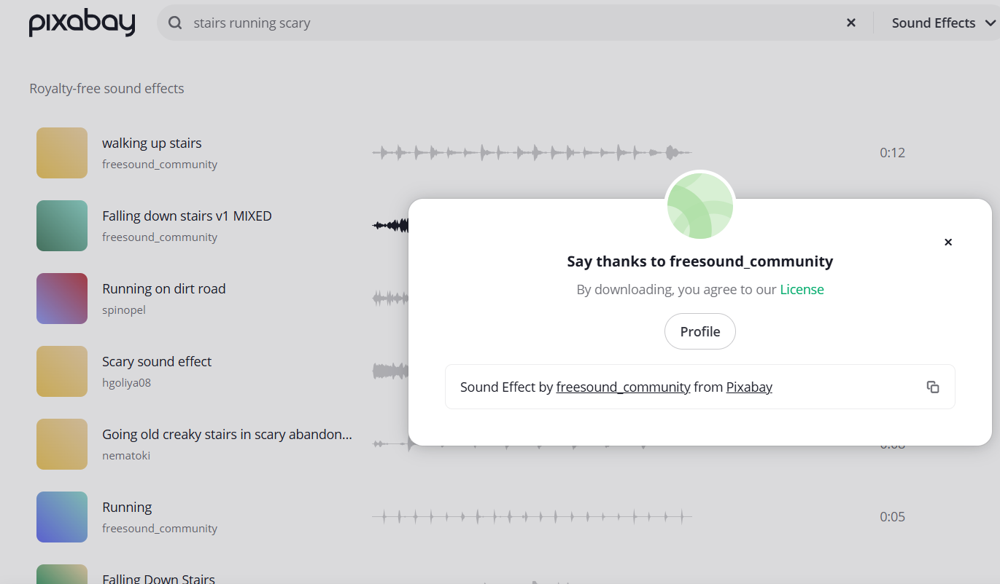 pixabay
stairs running scary
Sound Effects
Royalty-free sound effects
walking up stairs
freesound_community
0:12
Falling down stairs v1 MIXED
freesound_community
Running on dirt road
spinopel
Scary sound effect
hgoliya08
Going old creaky stairs in scary abandon...
nematoki
Running
freesound_community
0:05
Falling Down Stairs
Say thanks to freesound_community
By downloading, you agree to our License
Profile
Sound Effect by freesound_community from Pixabay